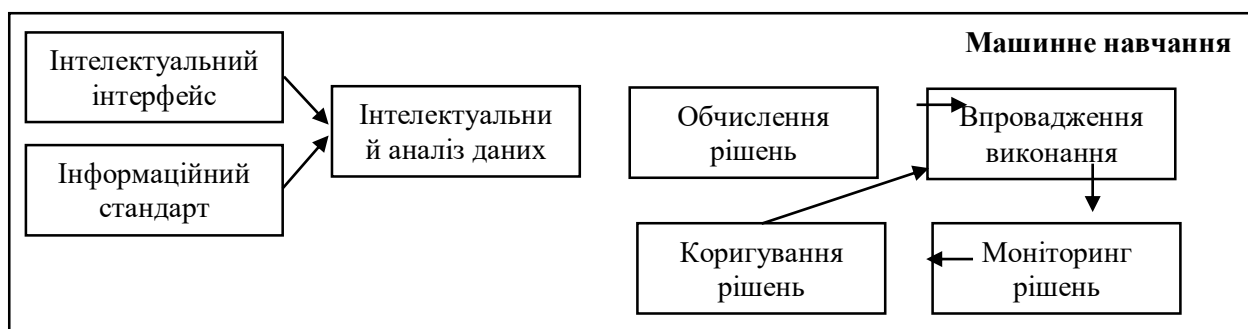 Машинне навчання
Інтелектуальний
інтерфейс
Інформаційний
стандарт
Інтелектуальни
й аналіз даних
Обчислення
рішень
Впровадження
виконання
Коригування
рішень
Моніторинг
рішень